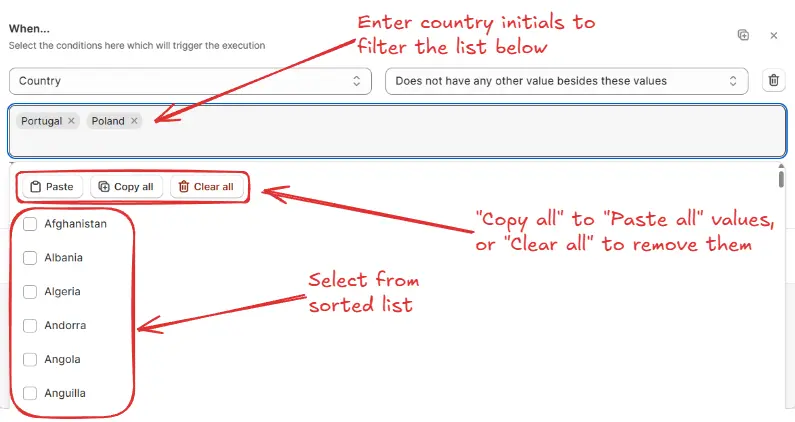 When...
Select the conditions here which will trigger the execution
Enter country initials to
filter the list below
Country
Does not have any other value besides these values
Portugal
Poland
Paste
Copy all
Clear all
"Copy all" to "Paste all" values,
or "Clear all" to remove them
Afghanistan
Albania
Algeria
Andorra
Angola
Anguilla
Select from
sorted list